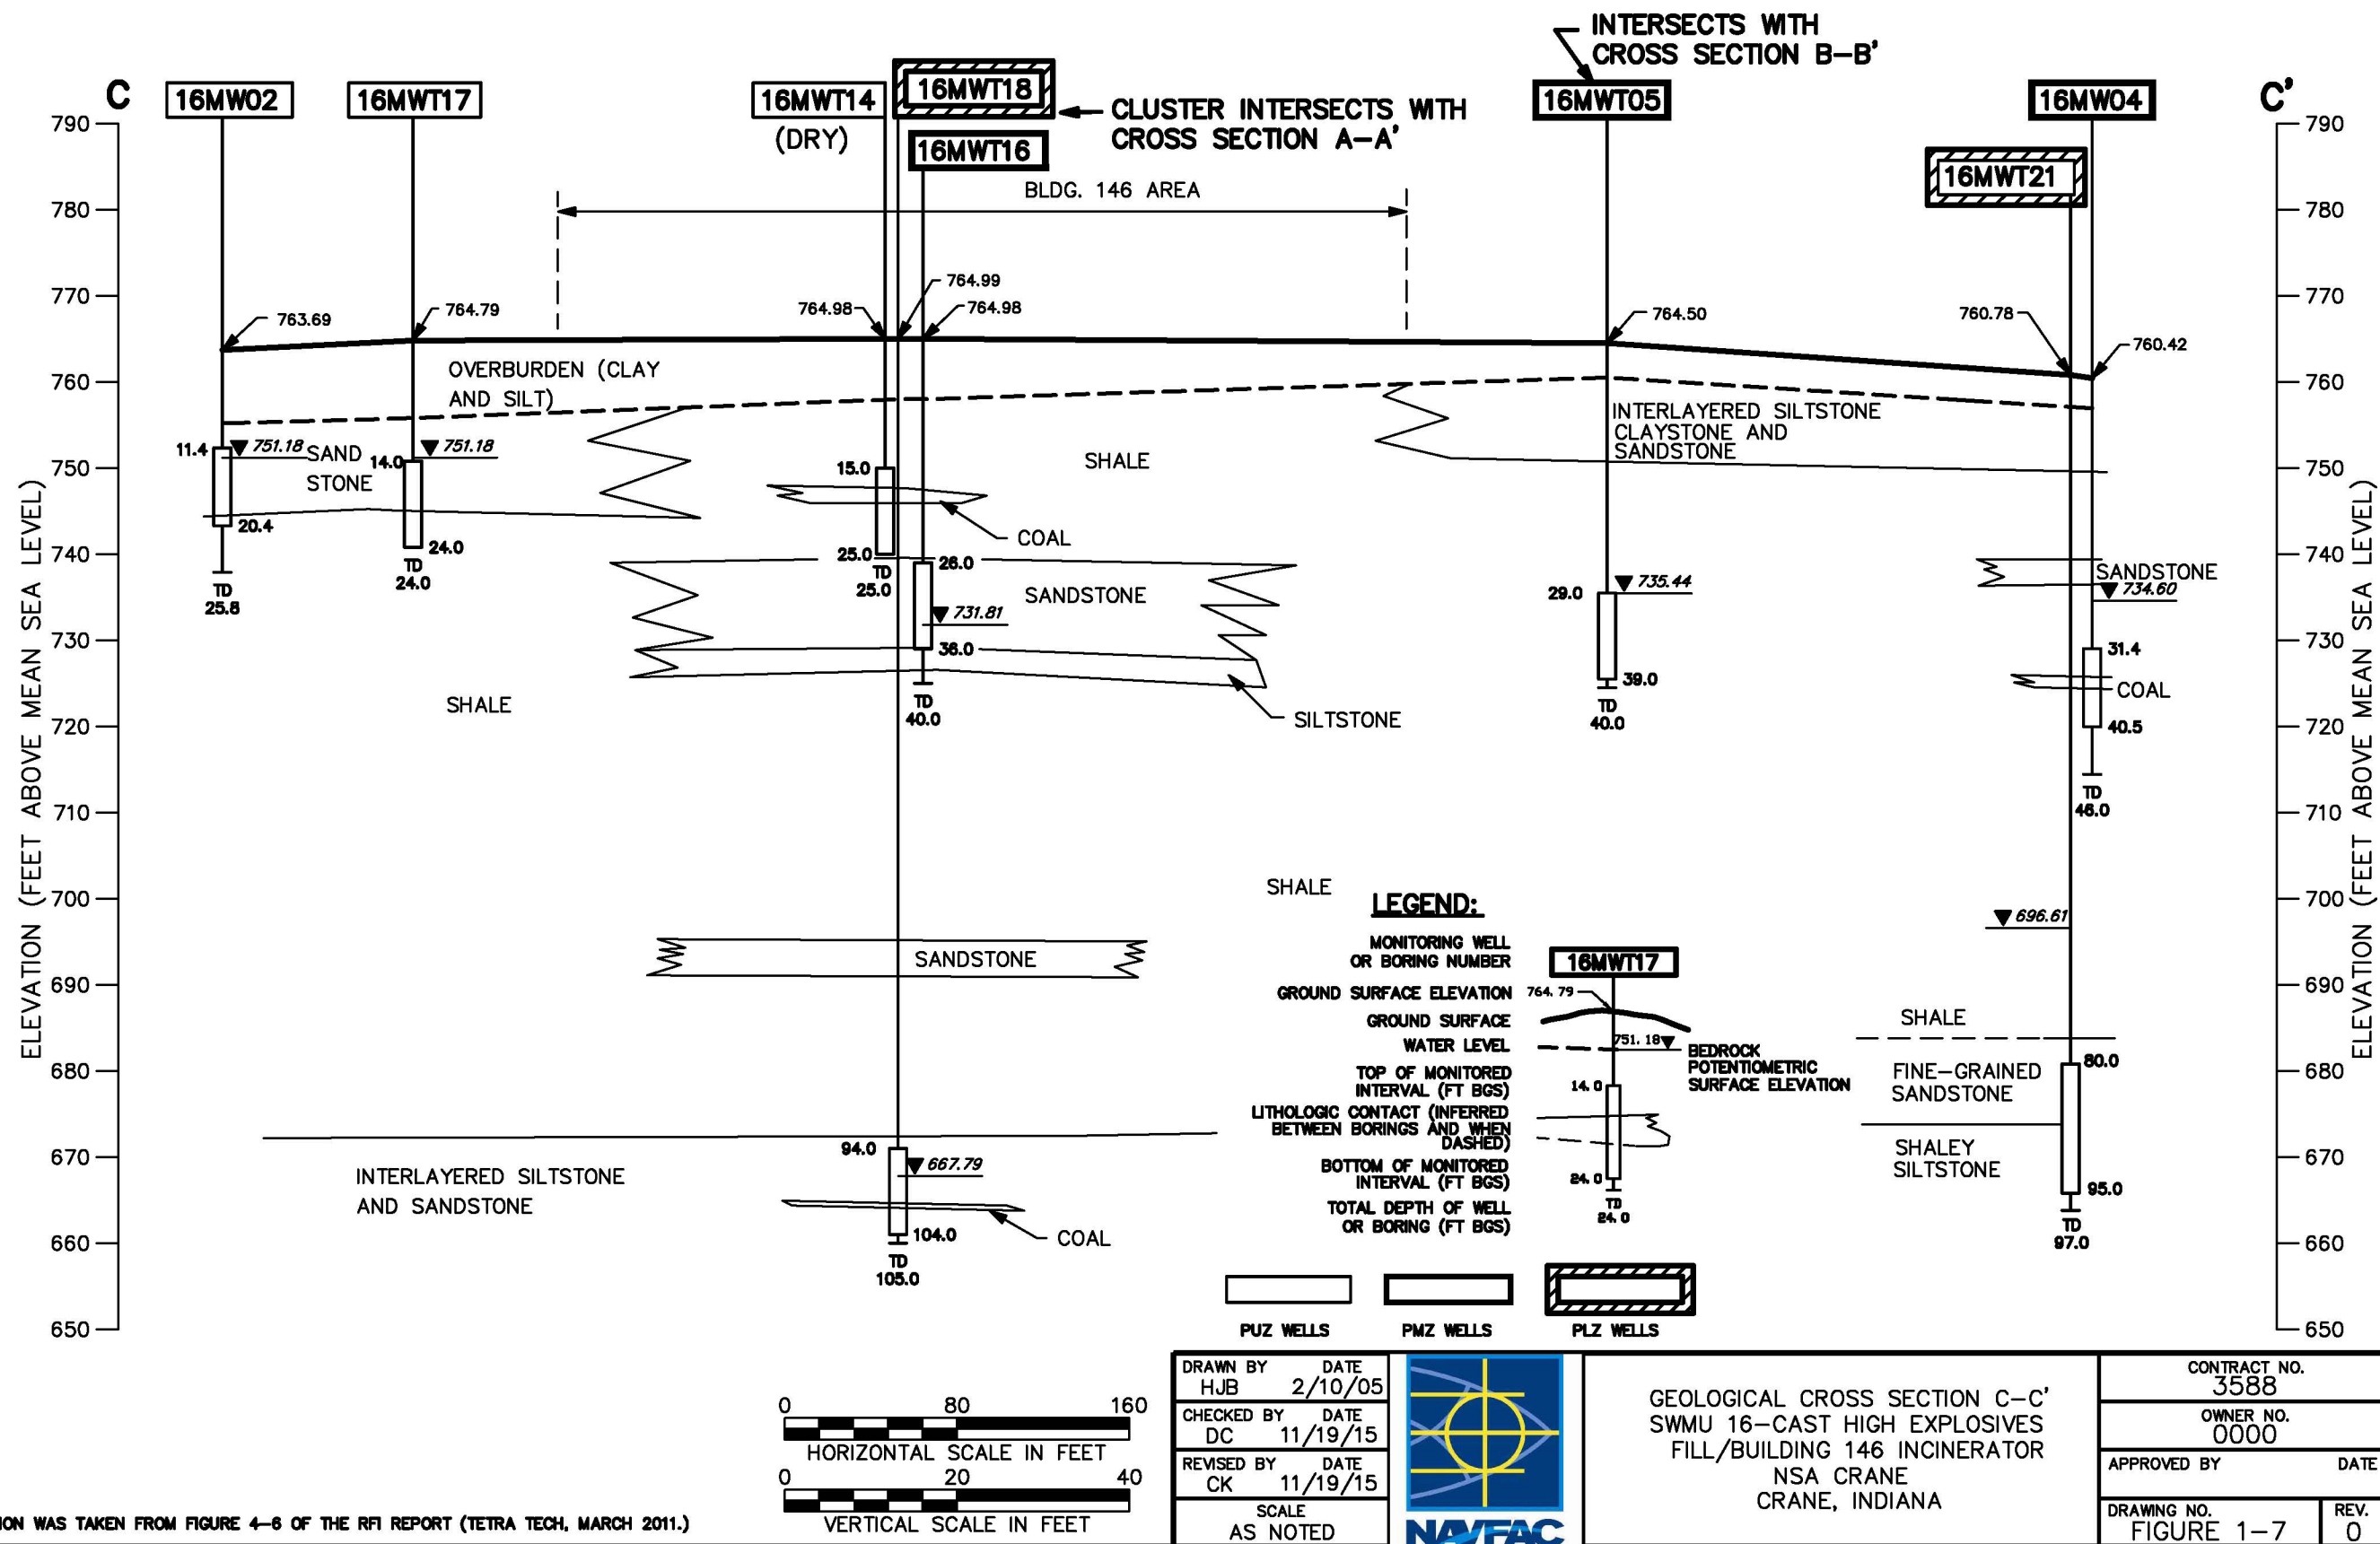 INTERSECTS WITH
CROSS SECTION B-B'
C
16MW02
16MWT17
16MWT14
(DRY)
16MWT18
16MWT16
CLUSTER INTERSECTS WITH
CROSS SECTION A-A'
16MWT05
16MW04
16MWT21
C'
BLDG. 146 AREA
790
780
770
760
750
740
730
720
710
700
690
680
670
660
650
ELEVATION (FEET ABOVE MEAN SEA LEVEL)
763.69
764.79
764.98
764.99
764.98
764.50
760.78
760.42
OVERBURDEN (CLAY
AND SILT)
11.4
751.18
SAND
STONE
20.4
TD
25.8
14.0
751.18
24.0
TD
24.0
15.0
25.0
TD
25.0
SHALE
COAL
26.0
SANDSTONE
731.81
36.0
TD
40.0
SILTSTONE
INTERLAYERED SILTSTONE
CLAYSTONE AND
SANDSTONE
29.0
735.44
39.0
TD
40.0
SANDSTONE
734.60
31.4
COAL
40.5
TD
46.0
SHALE
SHALE
SANDSTONE
696.61
SHALE
80.0
FINE-GRAINED
SANDSTONE
SHALEY
SILTSTONE
95.0
TD
97.0
INTERLAYERED SILTSTONE
AND SANDSTONE
94.0
667.79
104.0
COAL
TD
105.0
790
780
770
760
750
740
730
720
710
700
690
680
670
660
650
ELEVATION (FEET ABOVE MEAN SEA LEVEL)
LEGEND:
MONITORING WELL
OR BORING NUMBER
16MWT17
GROUND SURFACE ELEVATION
764.79
GROUND SURFACE
WATER LEVEL
751.18
BEDROCK
POTENTIOMETRIC
SURFACE ELEVATION
TOP OF MONITORED
INTERVAL (FT BGS)
14.0
LITHOLOGIC CONTACT (INFERRED
BETWEEN BORINGS AND WHEN
DASHED)
BOTTOM OF MONITORED
INTERVAL (FT BGS)
24.0
TOTAL DEPTH OF WELL
OR BORING (FT BGS)
TD
24.0
PUZ WELLS
PMZ WELLS
PLZ WELLS
0 80 160
HORIZONTAL SCALE IN FEET
0 20 40
VERTICAL SCALE IN FEET
ION WAS TAKEN FROM FIGURE 4-6 OF THE RFI REPORT (TETRA TECH, MARCH 2011.)
DRAWN BY DATE
HJB 2/10/05
CHECKED BY DATE
DC 11/19/15
REVISED BY DATE
CK 11/19/15
SCALE
AS NOTED
NAVFAC
GEOLOGICAL CROSS SECTION C-C'
SWMU 16-CAST HIGH EXPLOSIVES
FILL/BUILDING 146 INCINERATOR
NSA CRANE
CRANE, INDIANA
CONTRACT NO.
3588
OWNER NO.
0000
APPROVED BY DATE
DRAWING NO.
FIGURE 1-7
REV.
0